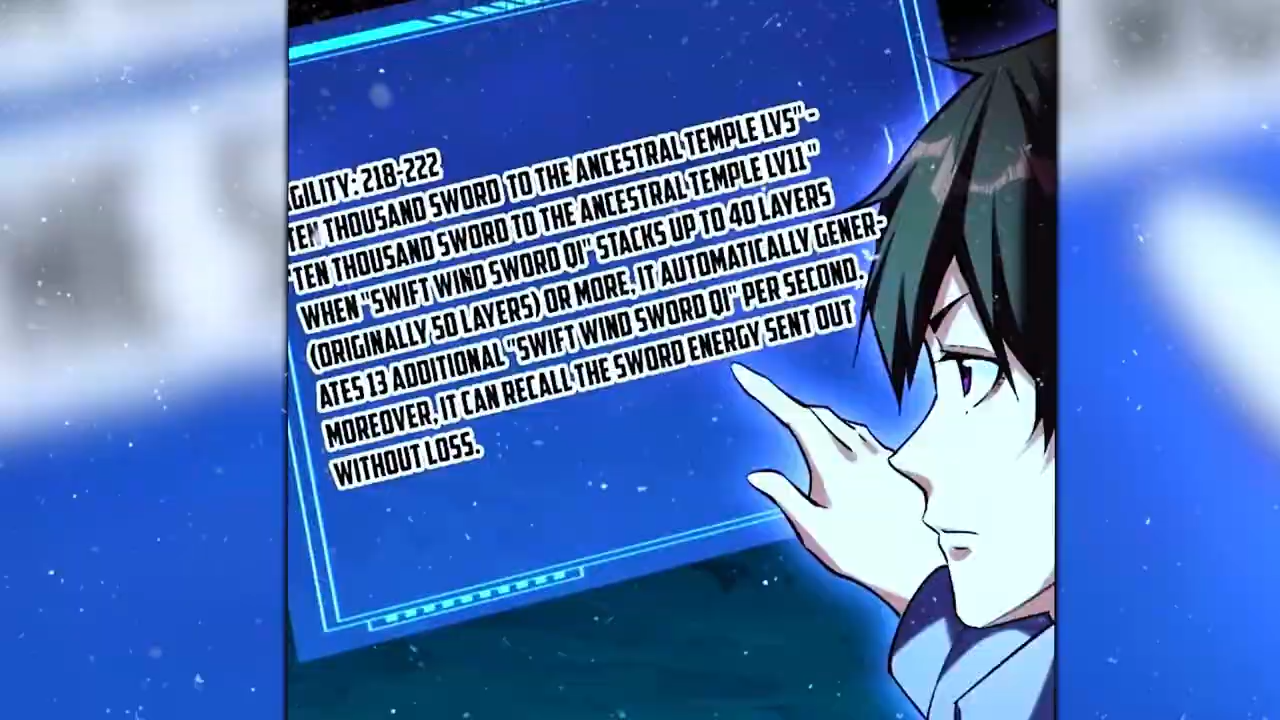 GILITY: 218-222
TEN THOUSAND SWORD TO THE ANCESTRAL TEMPLE LV5" -
"TEN THOUSAND SWORD TO THE ANCESTRAL TEMPLE LV11"
WHEN "SWIFT WIND SWORD QI" STACKS UP TO 40 LAYERS
(ORIGINALLY 50 LAYERS) OR MORE, IT AUTOMATICALLY GENER-
ATES 13 ADDITIONAL "SWIFT WIND SWORD QI" PER SECOND.
MOREOVER, IT CAN RECALL THE SWORD ENERGY SENT OUT
WITHOUT LOSS.